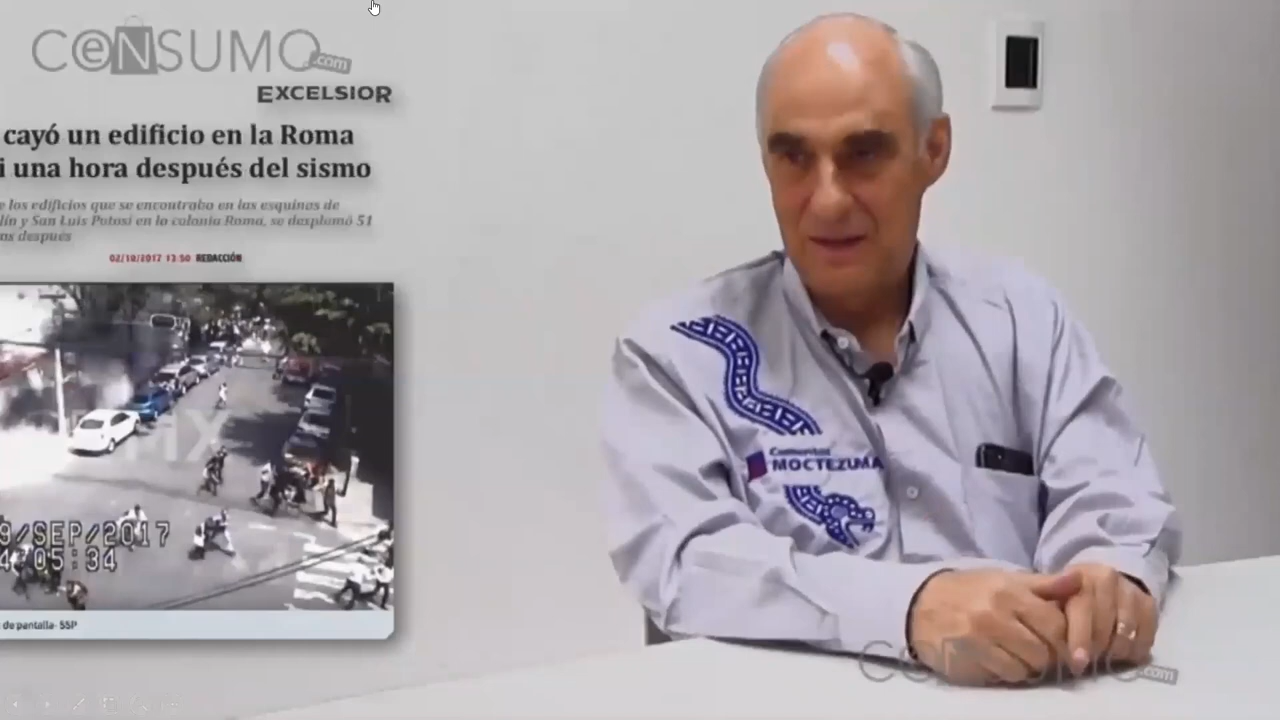 CeNSUMO.com
EXCELSIOR
cayó un edificio en la Roma
i una hora después del sismo
e los edificios que se encontraba en las esquinas de
lín y San Luis Potosí en la colonia Roma, se desplomó 51
os después
02/10/2017 13:50 REDACCIÓN
MX
9/SEP/2017
4:05:34
de pantalla- SSP
Cementos
MOCTEZUMA
CeNSUMO.com